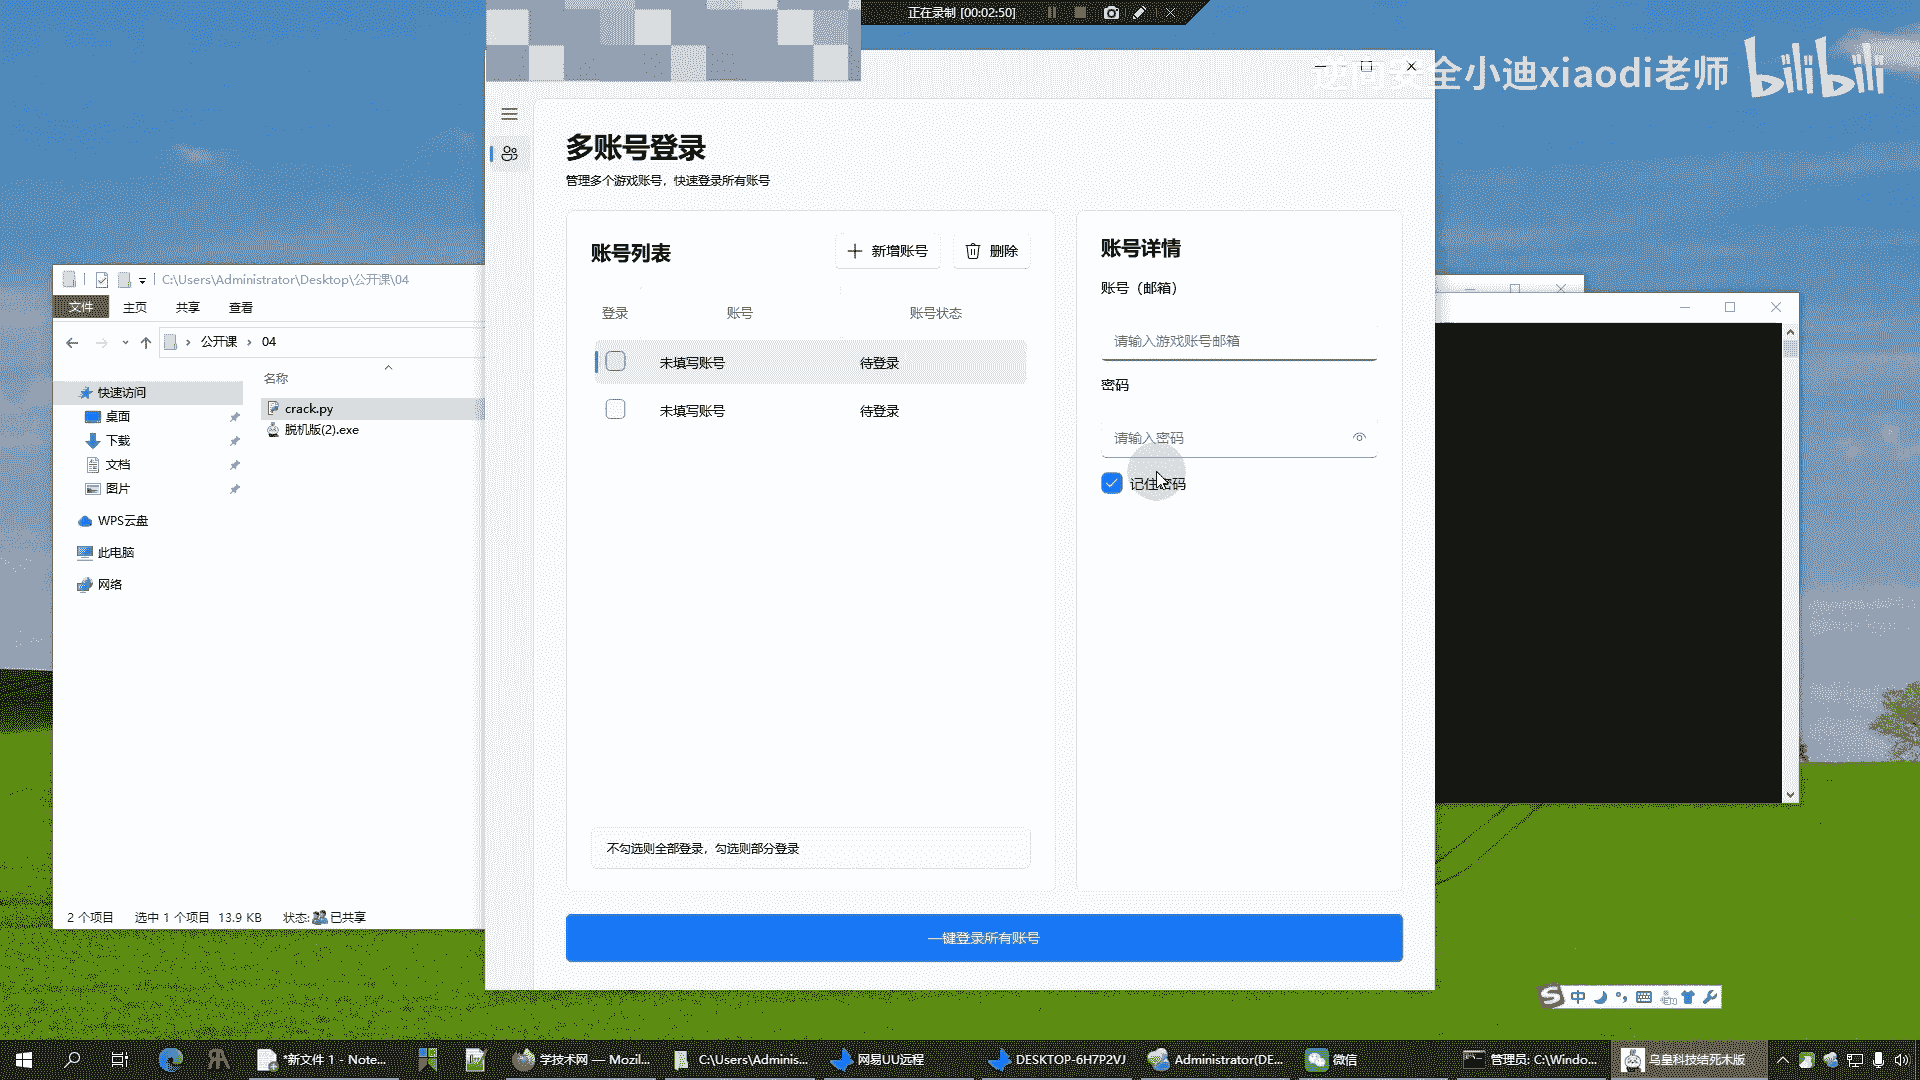 正在录制 [00:02:50]
全小迪xiaodi老师 bilibili
多账号登录
管理多个游戏账号，快速登录所有账号
账号列表
新增账号
删除
登录 账号 账号状态
未填写账号 待登录
未填写账号 待登录
不勾选则全部登录，勾选则部分登录
账号详情
账号（邮箱）
请输入游戏账号邮箱
密码
请输入密码
记住密码
一键登录所有账号
C:\Users\Administrator\Desktop\公开课\04
文件 主页 共享 查看
公开课 › 04
名称
快速访问
桌面
下载
文档
图片
WPS云盘
此电脑
网络
crack.py
脱机版(2).exe
2 个项目 选中 1 个项目 13.9 KB 状态: 已共享
中
*新文件 1 - Note...
学技术网 — Mozil...
C:\Users\Adminis...
网易UU远程
DESKTOP-6H7P2VJ
Administrator(DE...
微信
管理员: C:\Windo...
乌皇科技结死木版